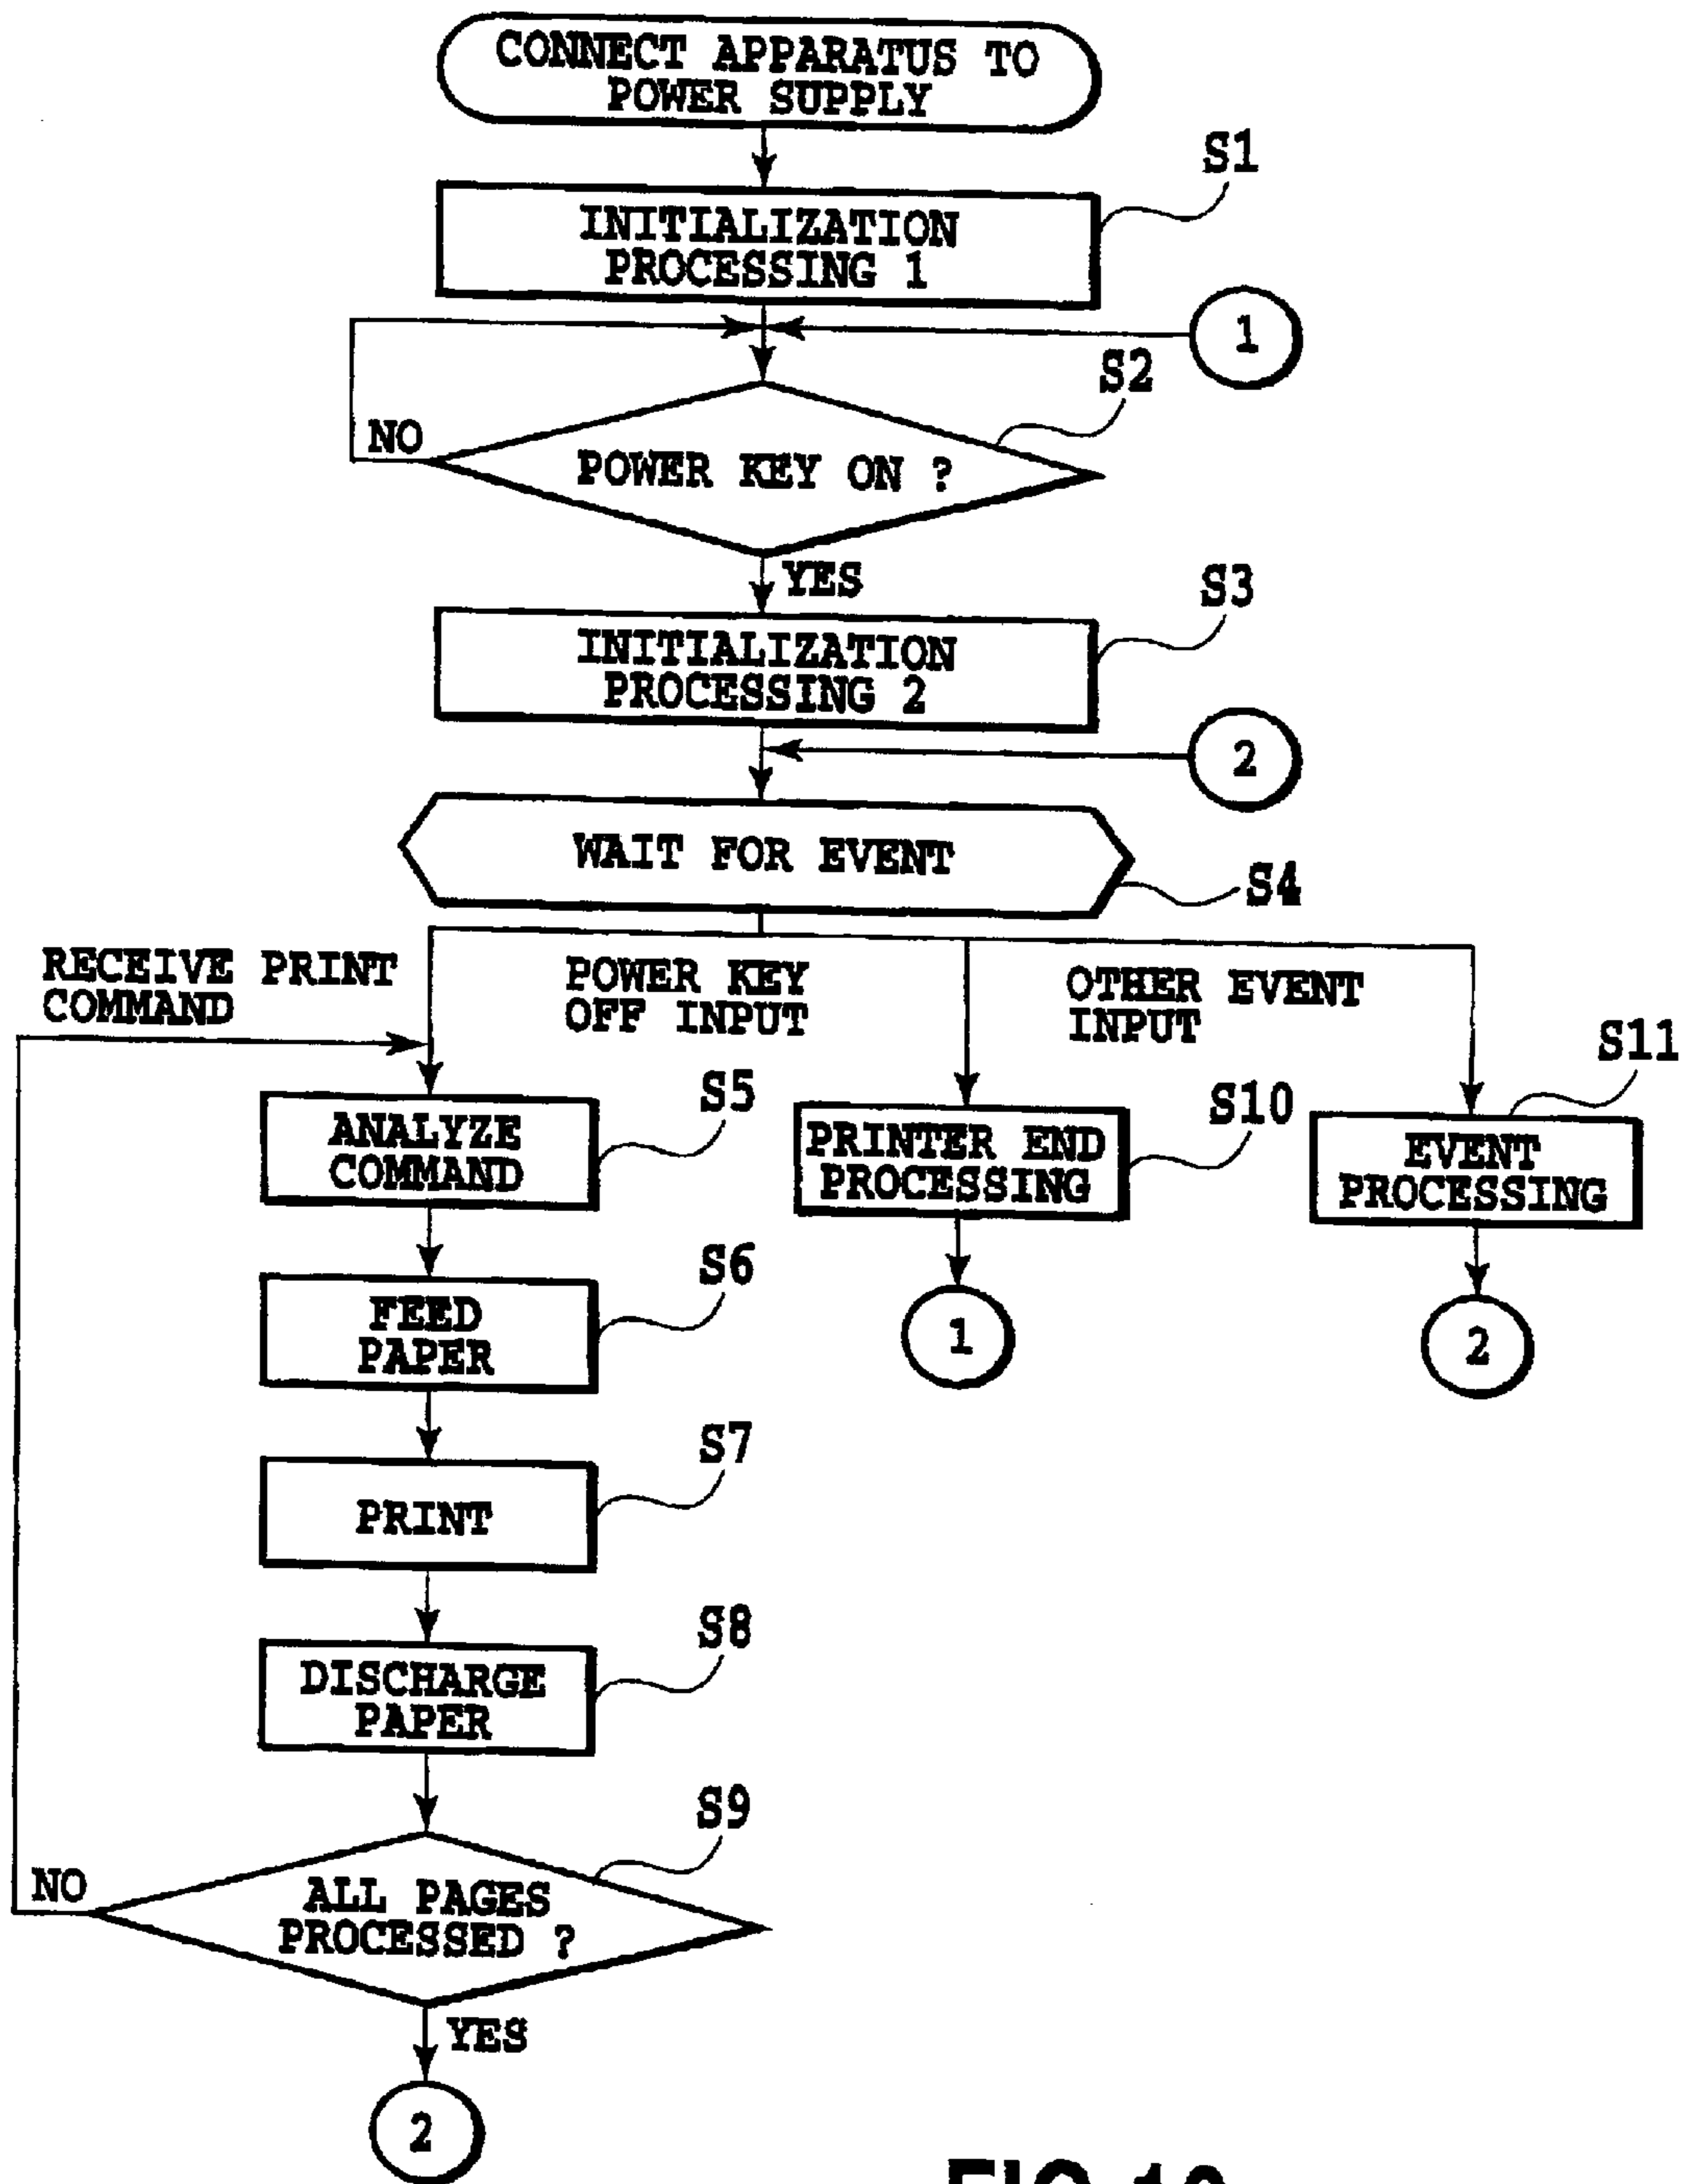 CONNECT APPARATUS TO
POWER SUPPLY
S1
INITIALIZATION
PROCESSING 1
1
S2
NO
POWER KEY ON ?
YES
S3
INITIALIZATION
PROCESSING 2
2
WAIT FOR EVENT
S4
RECEIVE PRINT
COMMAND
POWER KEY
OFF INPUT
OTHER EVENT
INPUT
S5
ANALYZE
COMMAND
S10
PRINTER END
PROCESSING
S11
EVENT
PROCESSING
1
2
S6
FEED
PAPER
S7
PRINT
S8
DISCHARGE
PAPER
S9
NO
ALL PAGES
PROCESSED ?
YES
2